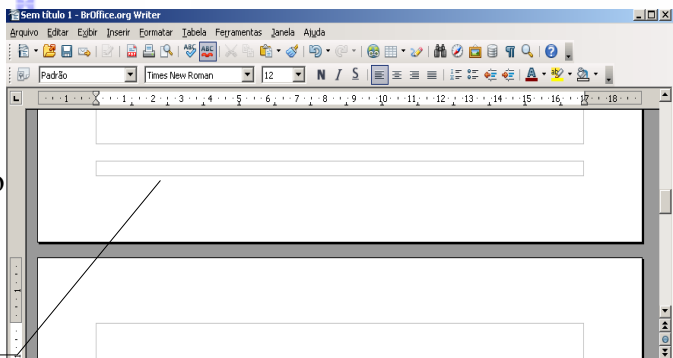 Sem título 1 - BrOffice.org Writer
Arquivo Editar Exibir Inserir Formatar Tabela Ferramentas Janela Ajuda
Padrão Times New Roman 12 N I S
1 1 2 3 4 5 6 7 8 9 10 11 12 13 14 15 16 17 18
1